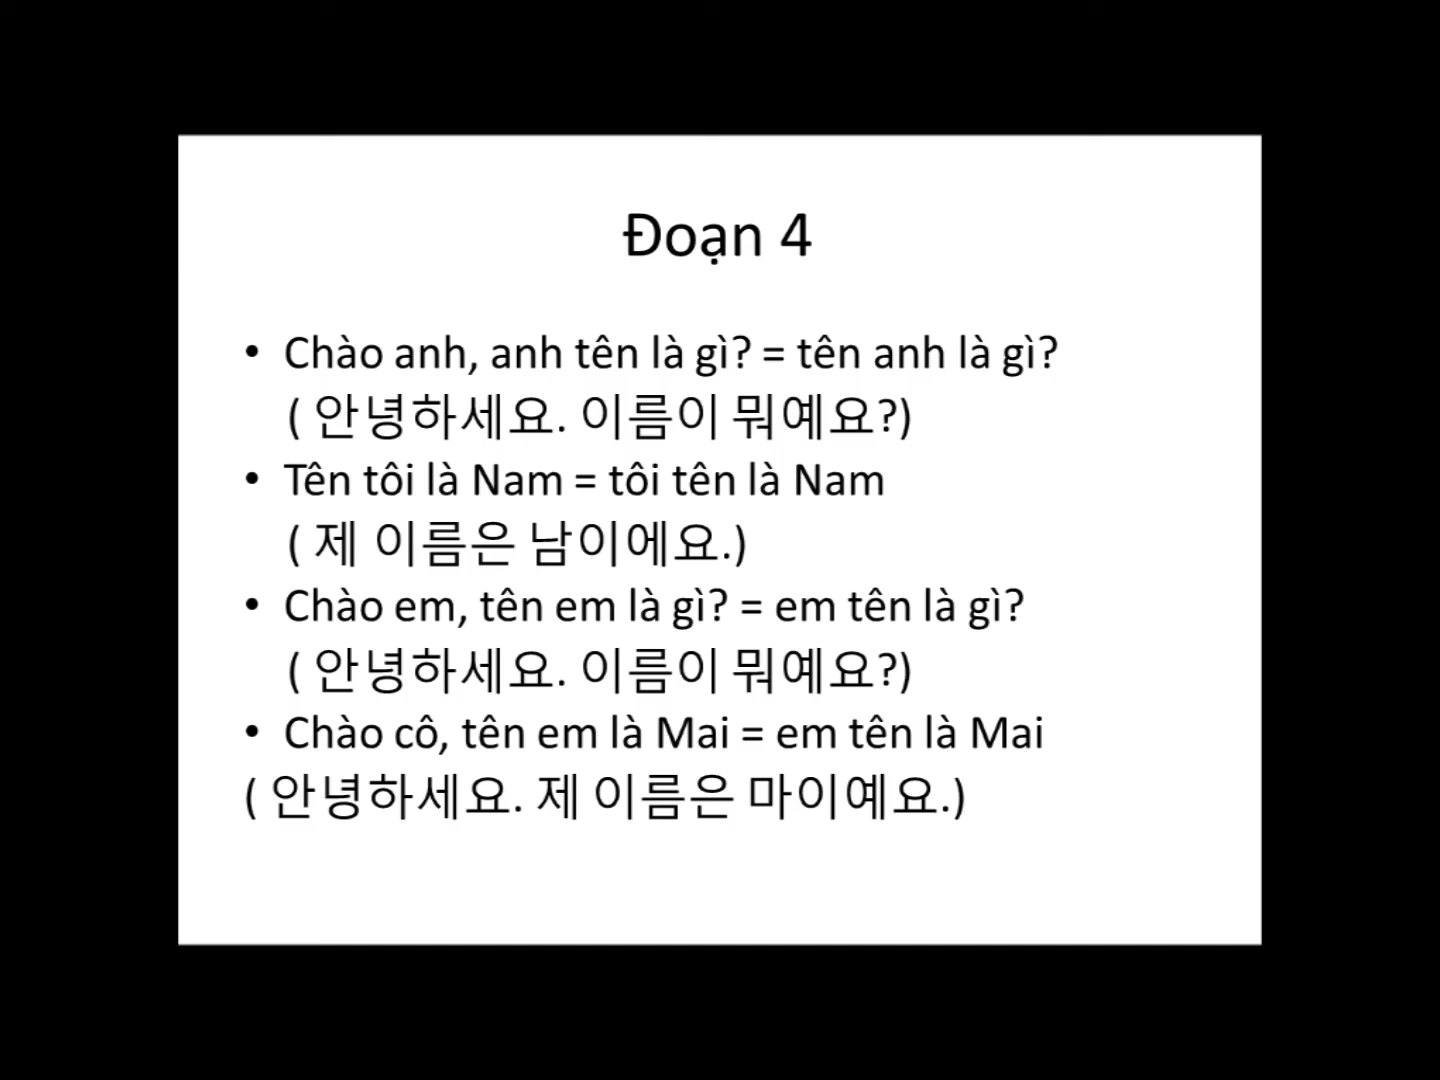 Đoạn 4
• Chào anh, anh tên là gì? = tên anh là gì?
( 안녕하세요. 이름이 뭐예요?)
• Tên tôi là Nam = tôi tên là Nam
( 제 이름은 남이에요.)
• Chào em, tên em là gì? = em tên là gì?
( 안녕하세요. 이름이 뭐예요?)
• Chào cô, tên em là Mai = em tên là Mai
( 안녕하세요. 제 이름은 마이예요.)